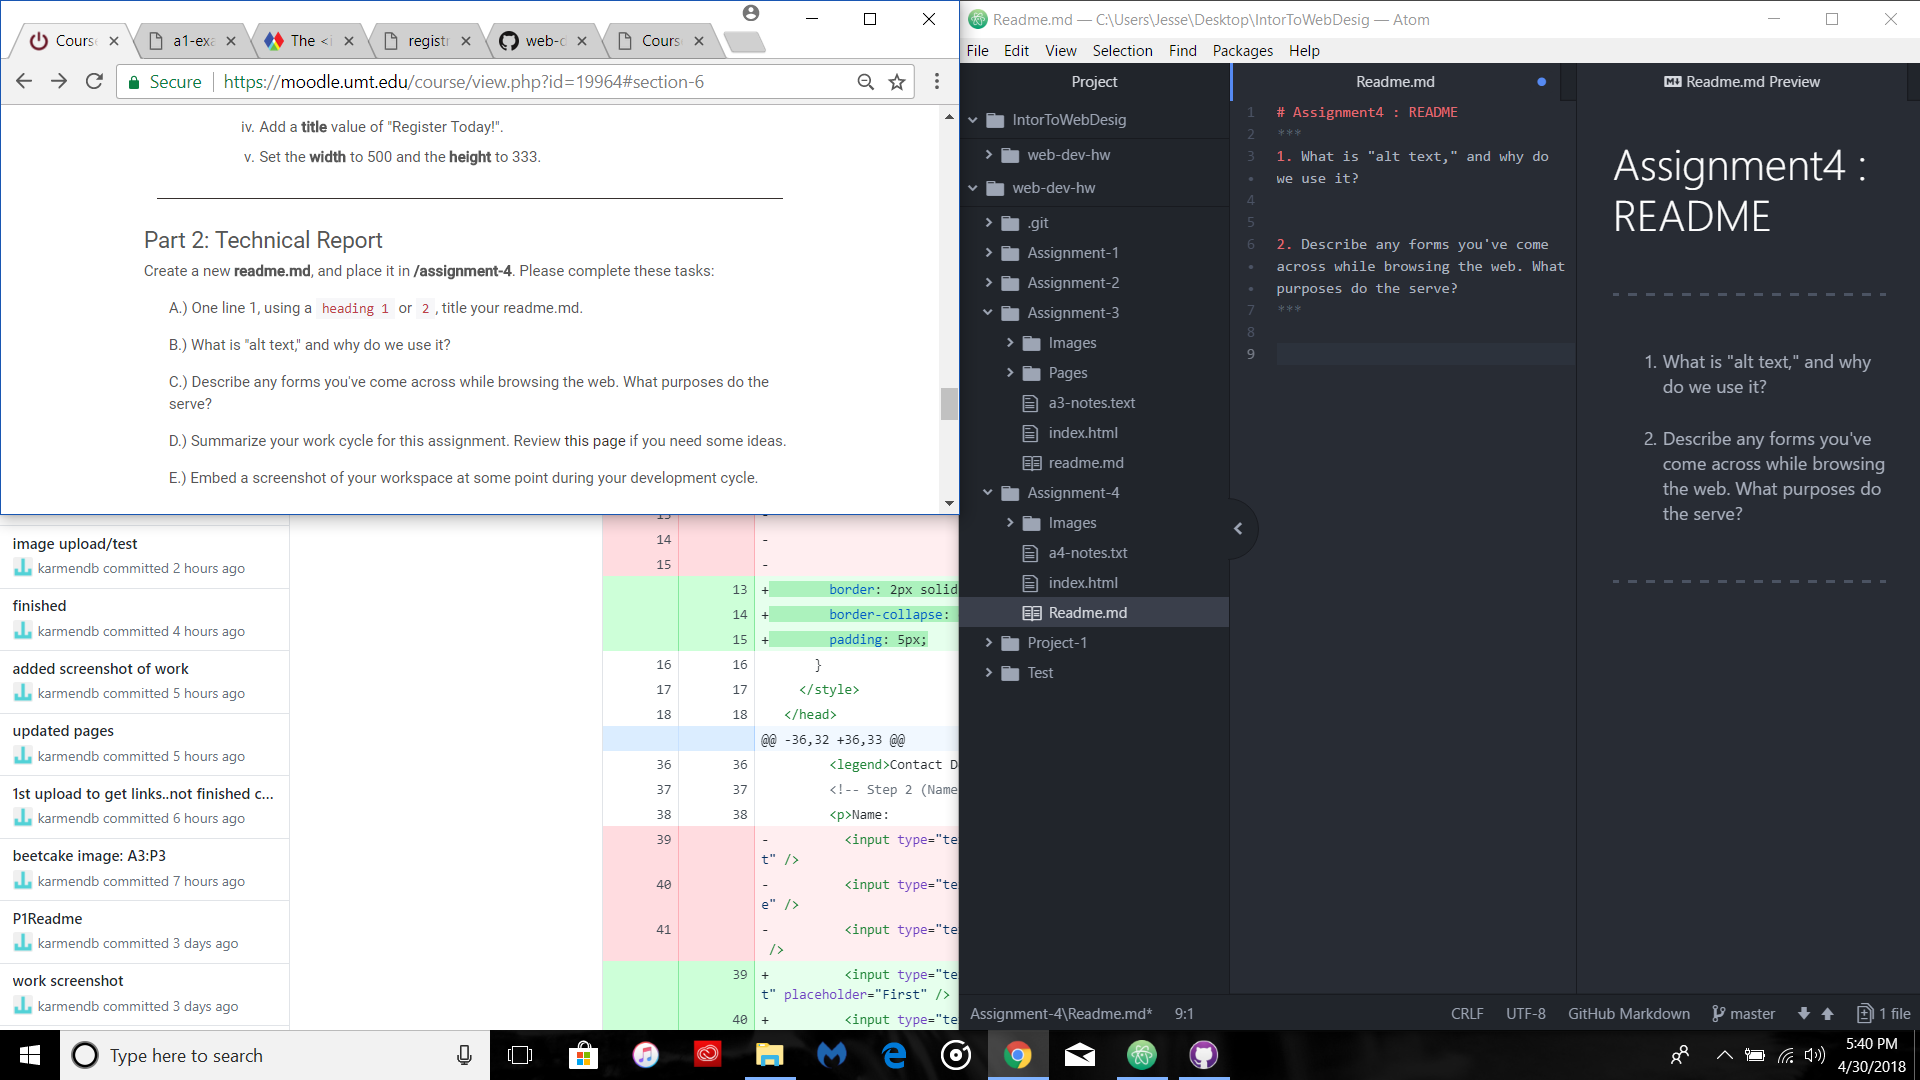 Cours
a1-exa
The <i
registr
web-d
Cours
Secure
https://moodle.umt.edu/course/view.php?id=19964#section-6
iv. Add a title value of "Register Today!".
v. Set the width to 500 and the height to 333.
Part 2: Technical Report
Create a new readme.md, and place it in /assignment-4. Please complete these tasks:
A.) One line 1, using a heading 1 or 2 , title your readme.md.
B.) What is "alt text," and why do we use it?
C.) Describe any forms you've come across while browsing the web. What purposes do the
serve?
D.) Summarize your work cycle for this assignment. Review this page if you need some ideas.
E.) Embed a screenshot of your workspace at some point during your development cycle.
image upload/test
karmendb committed 2 hours ago
finished
karmendb committed 4 hours ago
added screenshot of work
karmendb committed 5 hours ago
updated pages
karmendb committed 5 hours ago
1st upload to get links..not finished c...
karmendb committed 6 hours ago
beetcake image: A3:P3
karmendb committed 7 hours ago
P1Readme
karmendb committed 3 days ago
work screenshot
karmendb committed 3 days ago
13 -
14 -
15 -
13 + border: 2px solid
14 + border-collapse:
15 + padding: 5px;
16 16 }
17 17 </style>
18 18 </head>
@@ -36,32 +36,33 @@
36 36 <legend>Contact D
37 37 <!-- Step 2 (Name
38 38 <p>Name:
39 - <input type="te
t" />
40 - <input type="te
e" />
41 - <input type="te
/>
39 + <input type="te
t" placeholder="First" />
40 + <input type="te
Readme.md — C:\Users\Jesse\Desktop\IntorToWebDesig — Atom
File Edit View Selection Find Packages Help
Project
IntorToWebDesig
web-dev-hw
web-dev-hw
.git
Assignment-1
Assignment-2
Assignment-3
Images
Pages
a3-notes.text
index.html
readme.md
Assignment-4
Images
a4-notes.txt
index.html
Readme.md
Project-1
Test
Readme.md
1 # Assignment4 : README
2 ***
3 1. What is "alt text," and why do
• we use it?
4
5
6 2. Describe any forms you've come
• across while browsing the web. What
• purposes do the serve?
7 ***
8
9
Readme.md Preview
Assignment4 :
README
1. What is "alt text," and why
do we use it?
2. Describe any forms you've
come across while browsing
the web. What purposes do
the serve?
Assignment-4\Readme.md* 9:1
CRLF UTF-8 GitHub Markdown master 1 file
Type here to search
5:40 PM
4/30/2018